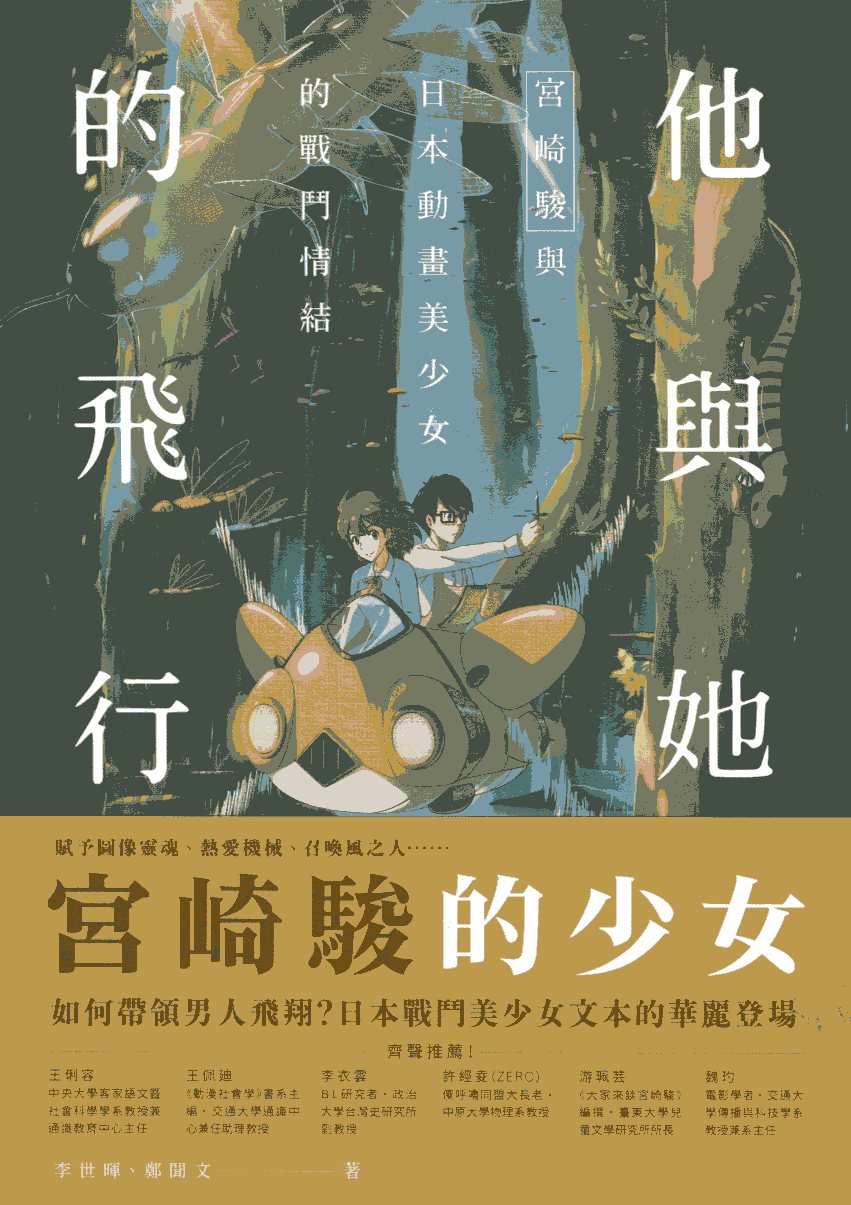 他與她
的飛行
宮崎駿與
日本動畫美少女
的戰鬥情結
賦予圖像靈魂、熱愛機械、召喚風之人……
宮崎駿的少女
如何帶領男人飛翔?日本戰鬥美少女文本的華麗登場
齊聲推薦!
王俐容
中央大學客家語文暨
社會科學學系教授兼
通識教育中心主任
王佩廸
《動漫社會學》書系主
編·交通大學通識中
心兼任助理教授
李衣雲
BL研究者·政治
大學台灣史研究所
副教授
許經夌(ZERO)
傻呼嚕同盟大長老·
中原大學物理系教授
游珮芸
《大家來談宮崎駿》
編撰·臺東大學兒
童文學研究所所長
魏玓
電影學者·交通大
學傳播與科技學系
教授兼系主任
李世暉、鄭聞文 著